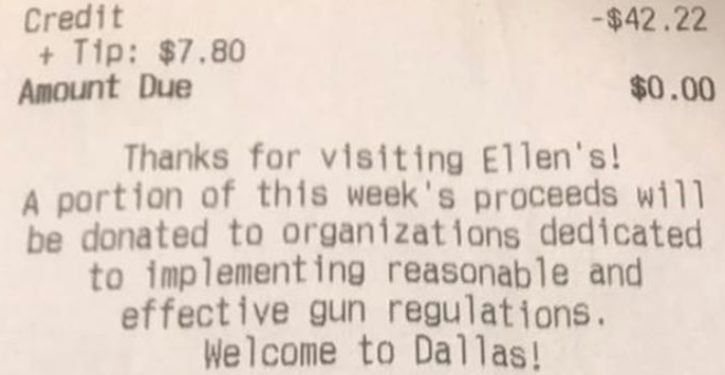 Credit -$42.22
+ Tip: $7.80
Amount Due $0.00
Thanks for visiting Ellen's!
A portion of this week's proceeds will
be donated to organizations dedicated
to implementing reasonable and
effective gun regulations.
Welcome to Dallas!